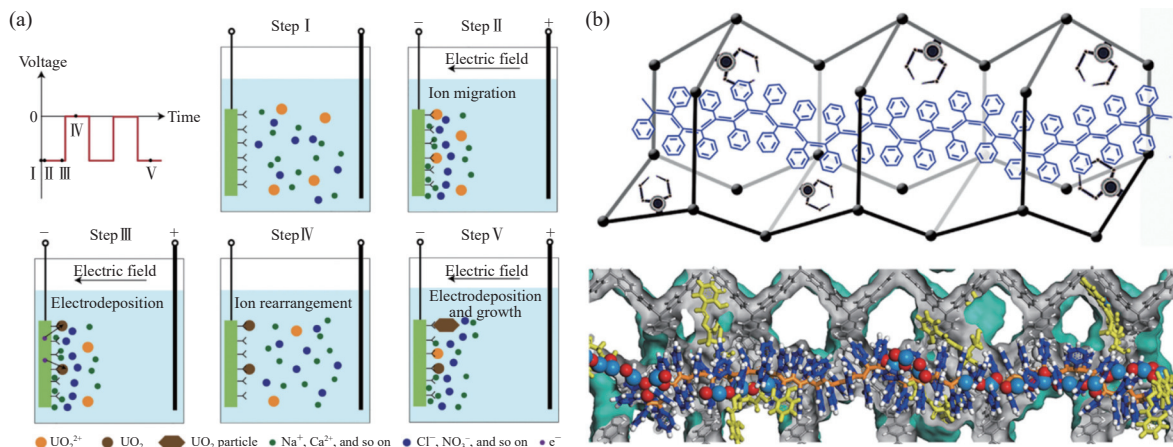 (a)
Voltage
0
Time
I
II
III
IV
V
Step I
Step II
−
+
Electric field
Ion migration
Step III
−
+
Electric field
Electrodeposition
Step IV
Ion rearrangement
Step V
−
+
Electric field
Electrodeposition
and growth
UO₂²⁺ UO₂ UO₂ particle Na⁺, Ca²⁺, and so on Cl⁻, NO₃⁻, and so on e⁻
(b)